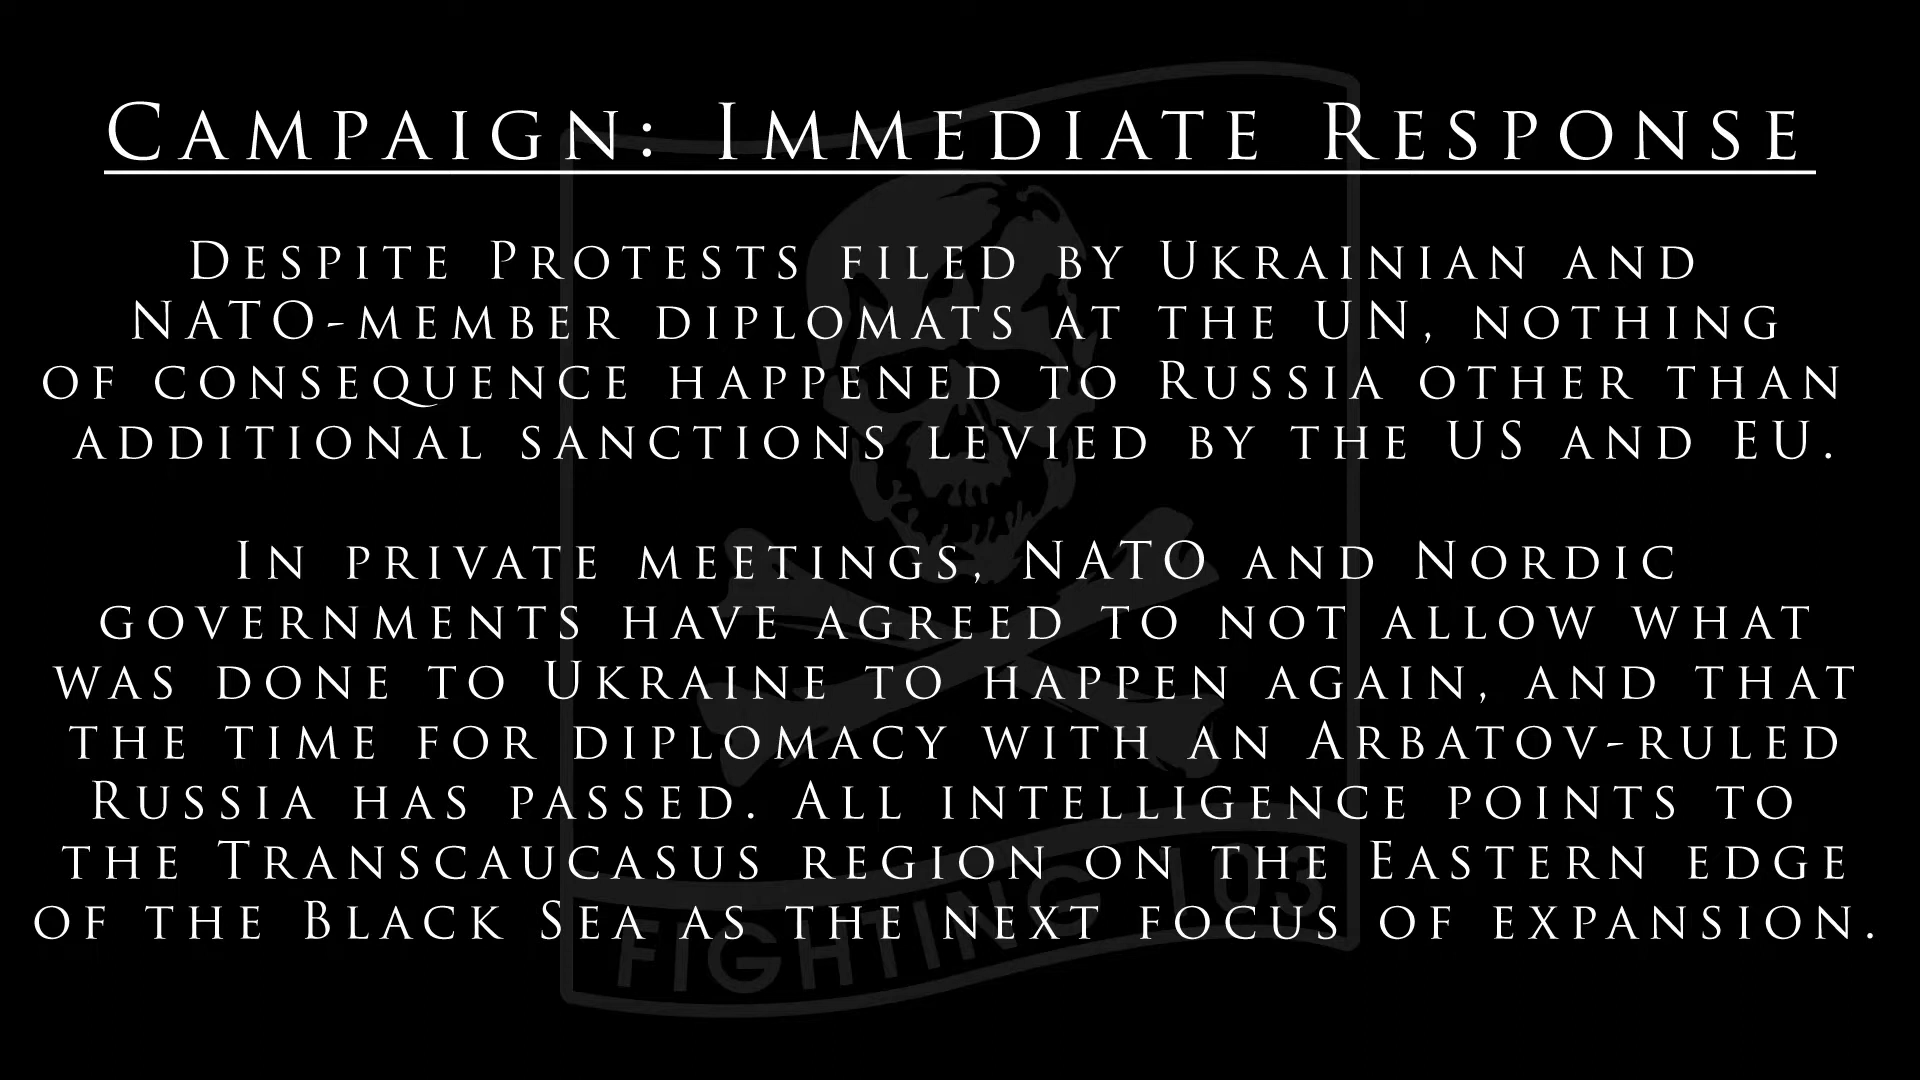 Campaign: Immediate Response
Despite Protests filed by Ukrainian and
NATO-member diplomats at the UN, nothing
of consequence happened to Russia other than
additional sanctions levied by the US and EU.
In private meetings, NATO and Nordic
governments have agreed to not allow what
was done to Ukraine to happen again, and that
the time for diplomacy with an Arbatov-ruled
Russia has passed. All intelligence points to
the Transcaucasus region on the Eastern edge
of the Black Sea as the next focus of expansion.
FIGHTING 103